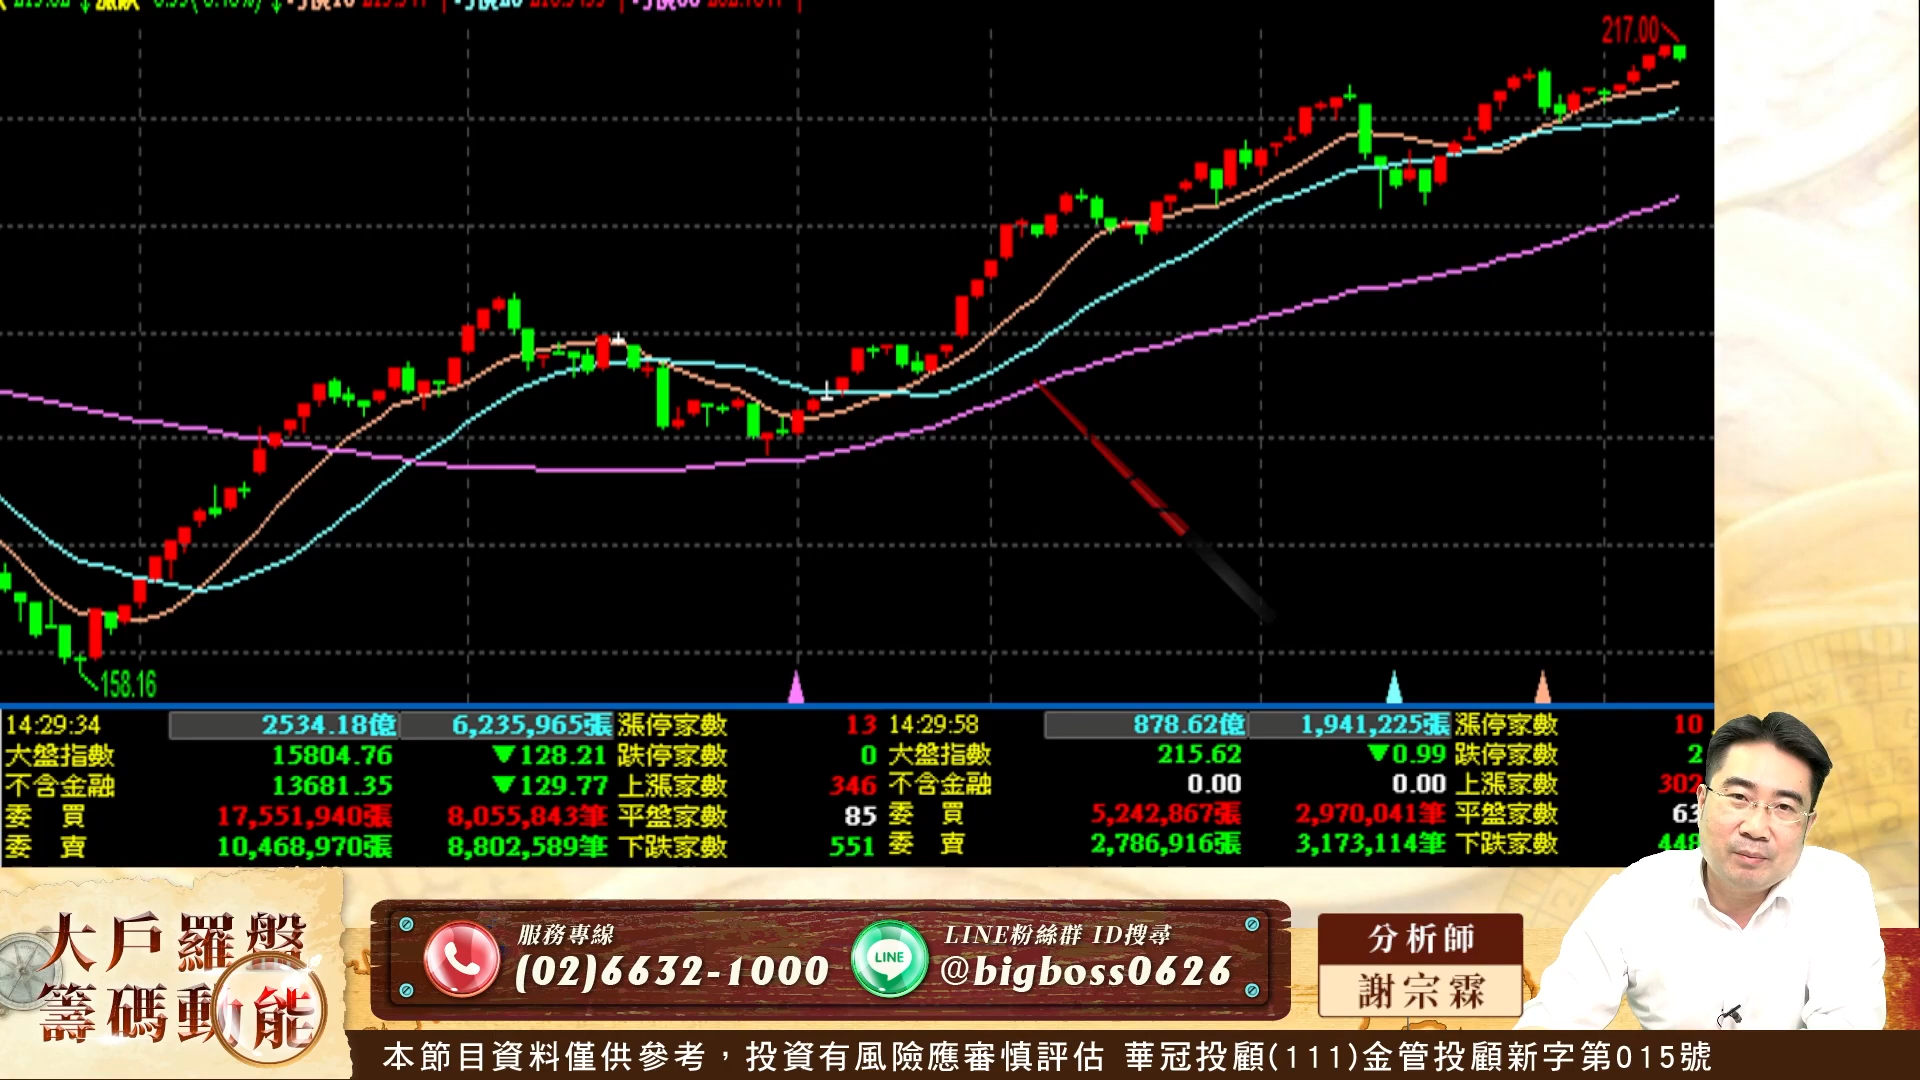 217.00
158.16
14:29:34 2534.18億 6,235,965張 漲停家數 13 14:29:58 878.62億 1,941,225張 漲停家數 10
大盤指數 15804.76 ▼128.21 跌停家數 0 大盤指數 215.62 ▼0.99 跌停家數 2
不含金融 13681.35 ▼129.77 上漲家數 346 不含金融 0.00 0.00 上漲家數 302
委 買 17,551,940張 8,055,843筆 平盤家數 85 委 買 5,242,867張 2,970,041筆 平盤家數 63
委 賣 10,468,970張 8,802,589筆 下跌家數 551 委 賣 2,786,916張 3,173,114筆 下跌家數 448
大戶羅盤
籌碼動能
服務專線
(02)6632-1000
LINE
LINE粉絲群 ID搜尋
@bigboss0626
分析師
謝宗霖
本節目資料僅供參考，投資有風險應審慎評估 華冠投顧(111)金管投顧新字第015號